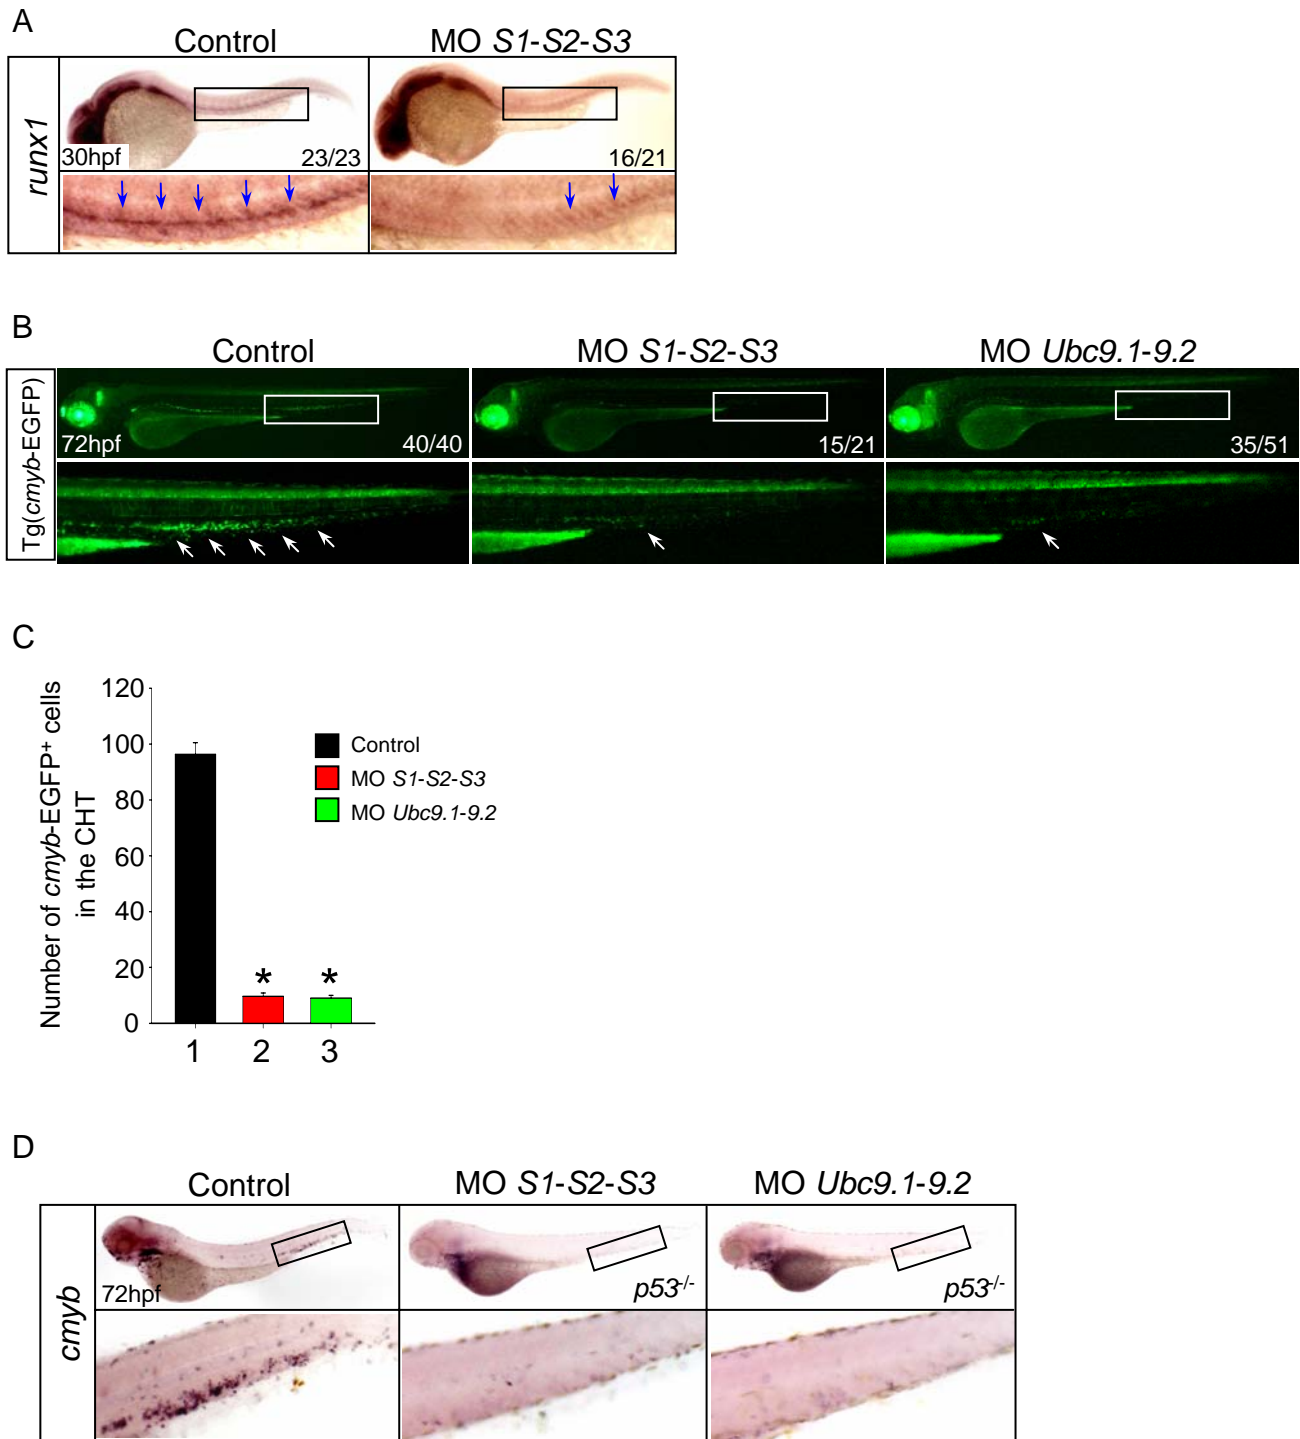 A
Control
MO S1-S2-S3
runx1
30hpf
23/23
16/21
B
Control
MO S1-S2-S3
MO Ubc9.1-9.2
Tg(cmyb-EGFP)
72hpf
40/40
15/21
35/51
C
Number of cmyb-EGFP⁺ cells
in the CHT
120
100
80
60
40
20
0
Control
MO S1-S2-S3
MO Ubc9.1-9.2
*
*
1 2 3
D
Control
MO S1-S2-S3
MO Ubc9.1-9.2
cmyb
72hpf
p53⁻/⁻
p53⁻/⁻